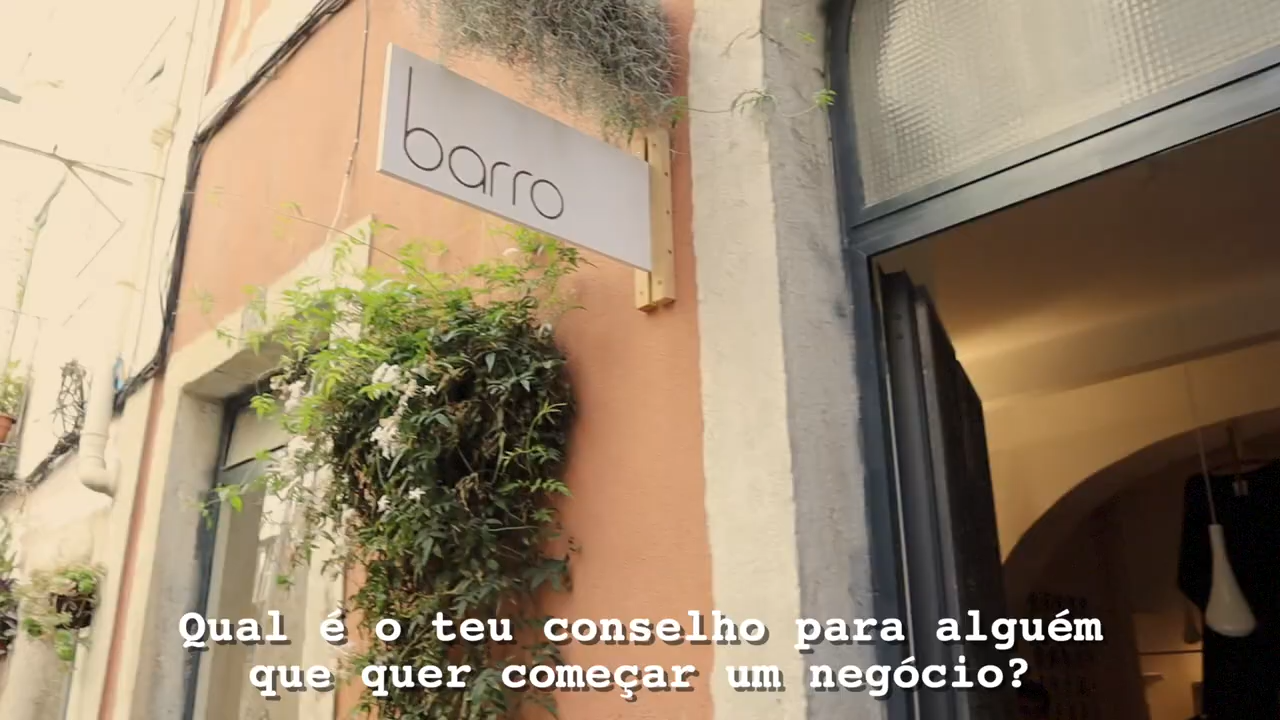 barro
Qual é o teu conselho para alguém
que quer começar um negócio?